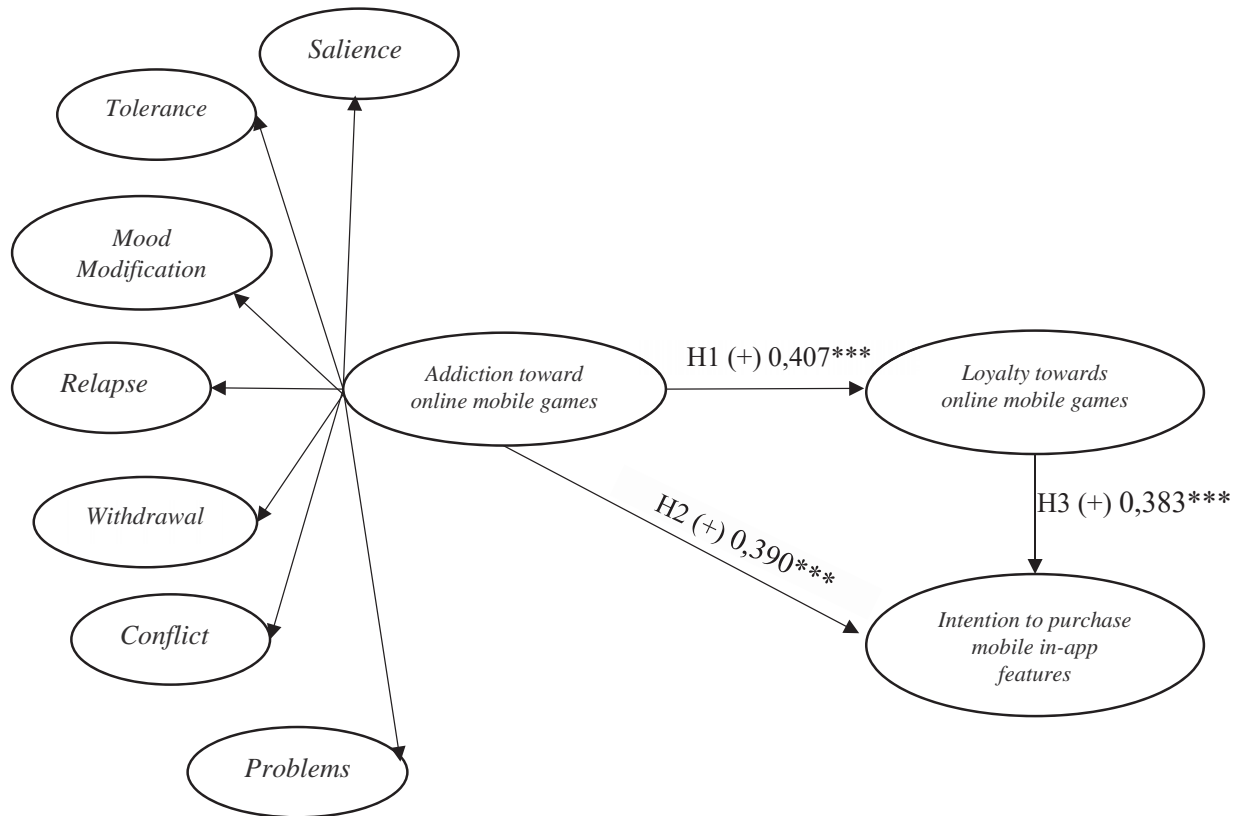 Salience
Tolerance
Mood
Modification
Relapse
Withdrawal
Conflict
Problems
Addiction toward
online mobile games
H1 (+) 0,407***
Loyalty towards
online mobile games
H2 (+) 0,390***
H3 (+) 0,383***
Intention to purchase
mobile in-app
features